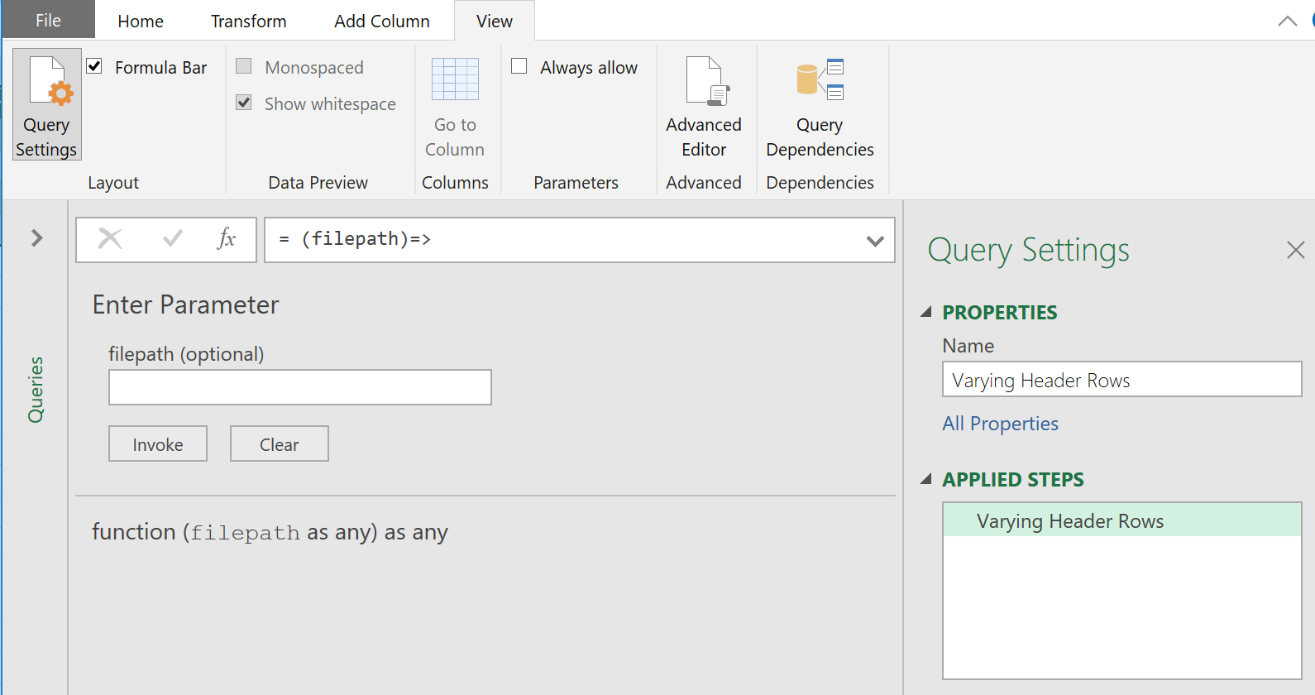 File Home Transform Add Column View
Formula Bar Monospaced Always allow
Show whitespace
Query Go to Advanced Query
Settings Column Editor Dependencies
Layout Data Preview Columns Parameters Advanced Dependencies
fx = (filepath)=>
Query Settings
Enter Parameter
PROPERTIES
filepath (optional)
Name
Varying Header Rows
Queries
All Properties
Invoke Clear
APPLIED STEPS
Varying Header Rows
function (filepath as any) as any